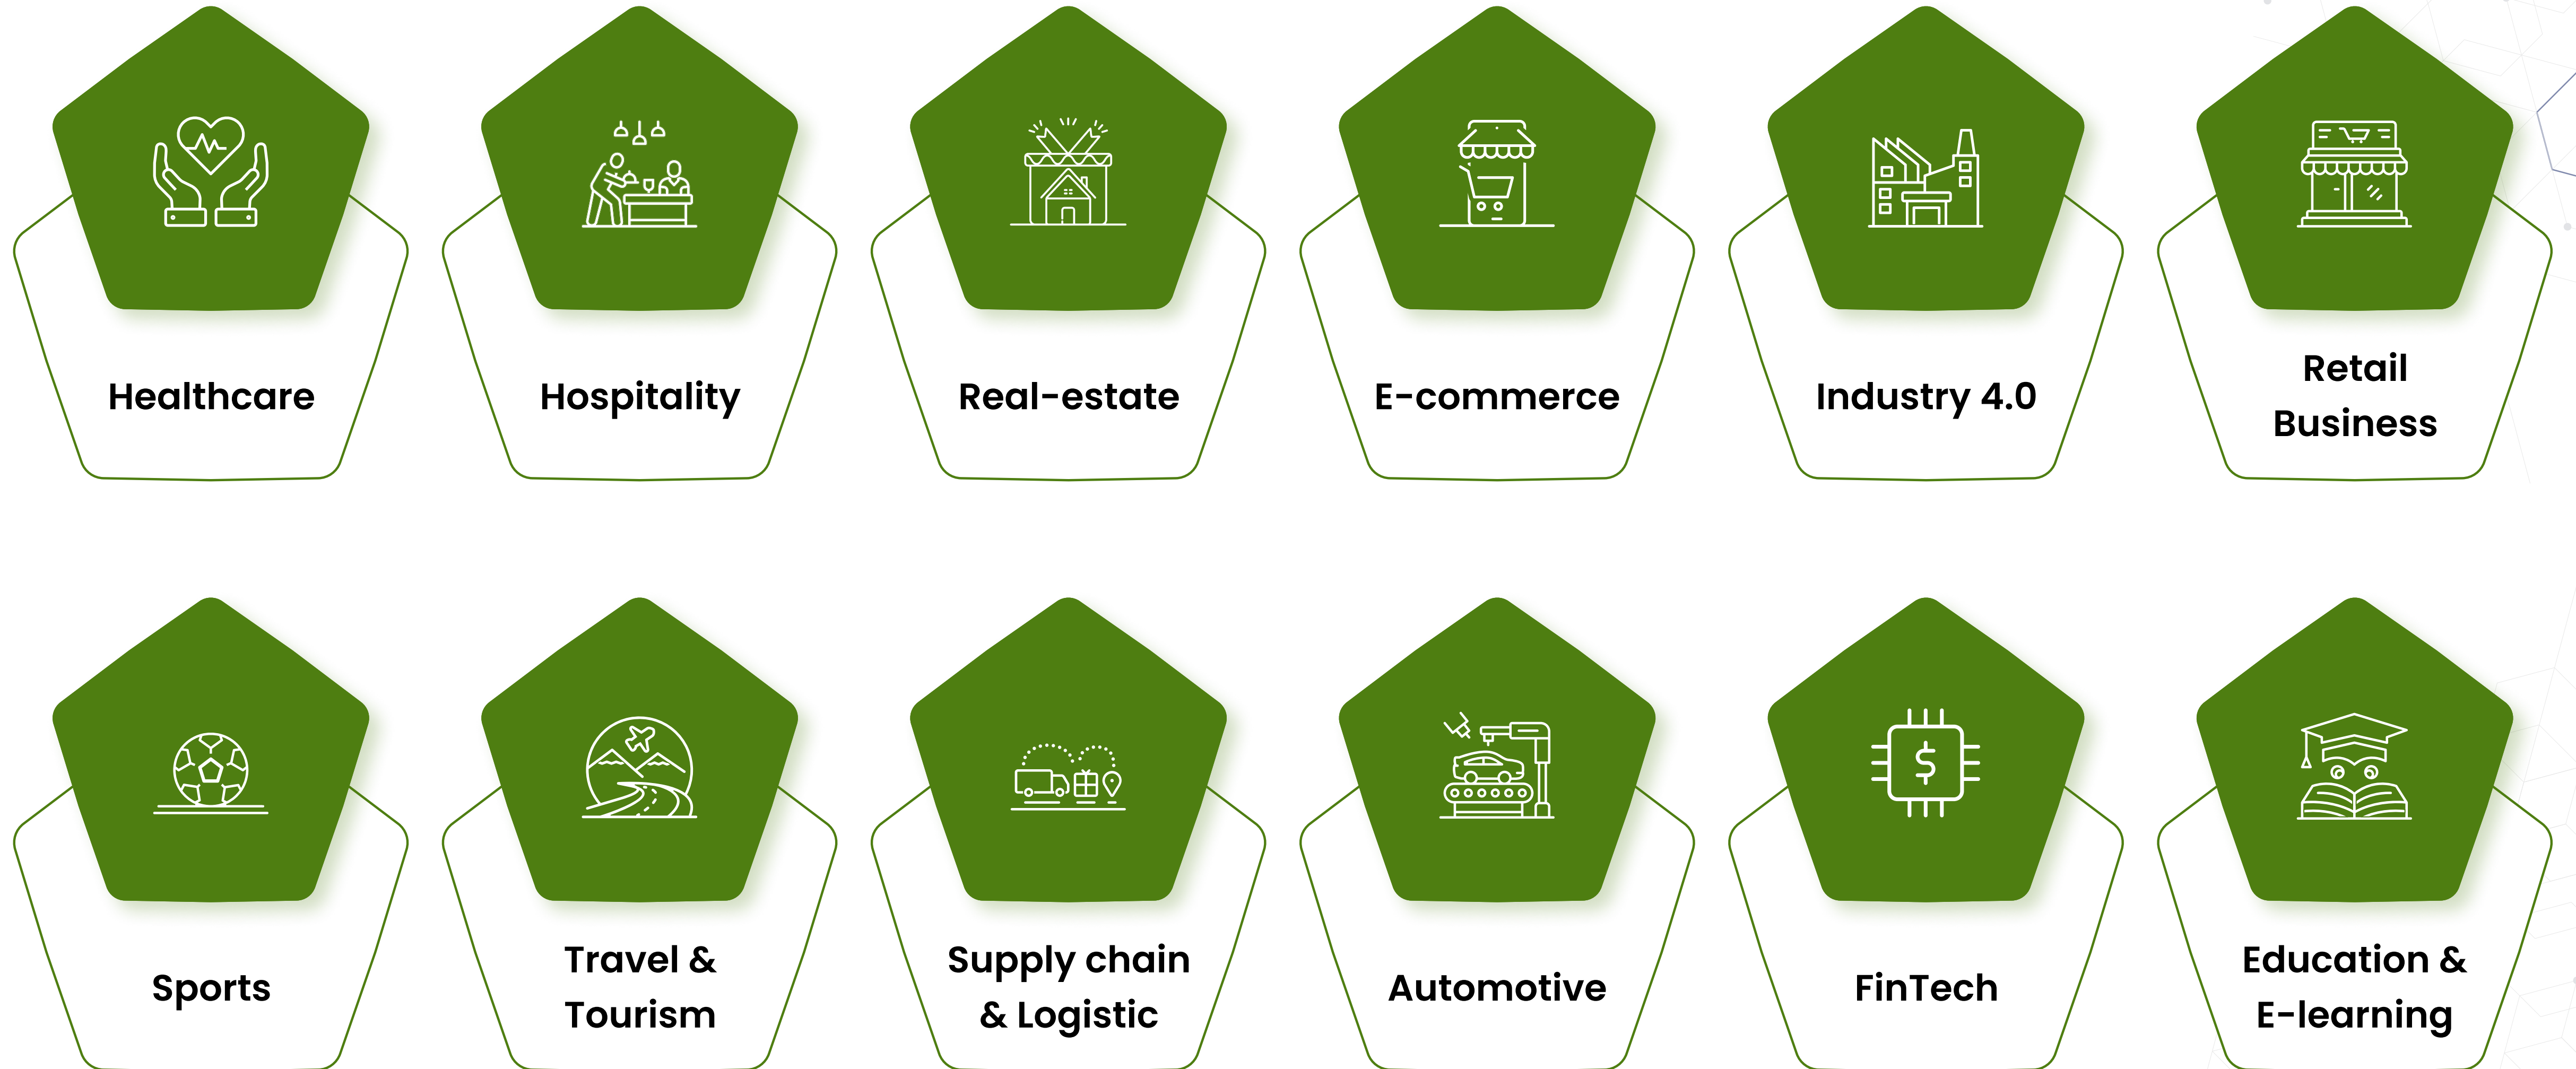 Healthcare
Hospitality
Real-estate
E-commerce
Industry 4.0
Retail
Business
Sports
Travel &
Tourism
Supply chain
& Logistic
Automotive
$
FinTech
Education &
E-learning